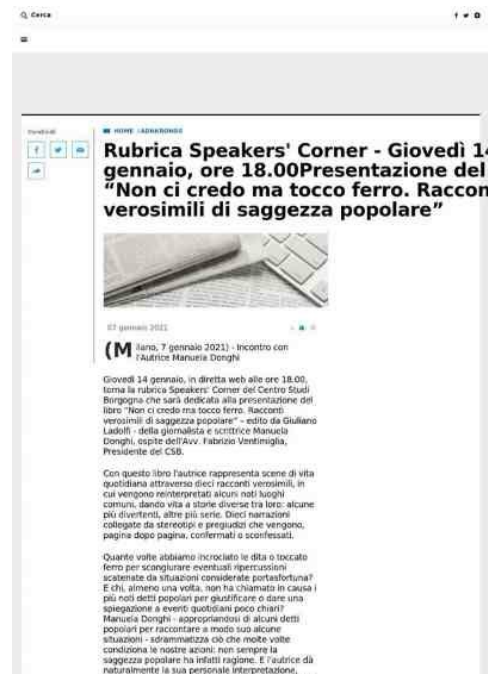 Cerca
Condividi
HOME / ADNKRONOS
Rubrica Speakers' Corner - Giovedì 14
gennaio, ore 18.00Presentazione del
“Non ci credo ma tocco ferro. Raccon
verosimili di saggezza popolare”
07 gennaio 2021
(Milano, 7 gennaio 2021) - Incontro con
l'Autrice Manuela Donghi
Giovedì 14 gennaio, in diretta web alle ore 18.00,
torna la rubrica Speakers' Corner del Centro Studi
Borgogna che sarà dedicata alla presentazione del
libro “Non ci credo ma tocco ferro. Racconti
verosimili di saggezza popolare” – edito da Giuliano
Ladolfi - della giornalista e scrittrice Manuela
Donghi, ospite dell'Avv. Fabrizio Ventimiglia,
Presidente del CSB.
Con questo libro l'autrice rappresenta scene di vita
quotidiana attraverso dieci racconti verosimili, in
cui vengono reinterpretati alcuni noti luoghi
comuni, dando vita a storie diverse tra loro: alcune
più divertenti, altre più serie. Dieci narrazioni
collegate da stereotipi e pregiudizi che vengono,
pagina dopo pagina, confermati o sconfessati.
Quante volte abbiamo incrociato le dita o toccato
ferro per scongiurare eventuali ripercussioni
scatenate da situazioni considerate portasfortuna?
E chi, almeno una volta, non ha chiamato in causa i
più noti detti popolari per giustificare o dare una
spiegazione a eventi quotidiani poco chiari?
Manuela Donghi - appropriandosi di alcuni detti
popolari per raccontare a modo suo alcune
situazioni - sdrammatizza ciò che molte volte
condiziona le nostre azioni: non sempre la
saggezza popolare ha infatti ragione. E l'autrice dà
naturalmente la sua personale interpretazione,